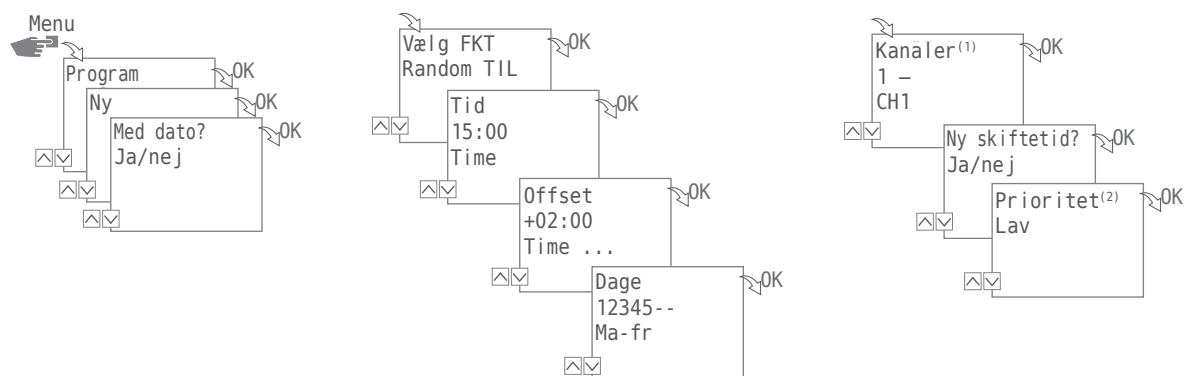 Menu
Program
OK
Ny
OK
Med dato?
Ja/nej
OK
Vælg FKT
Random TIL
OK
Tid
15:00
Time
OK
Offset
+02:00
Time ...
OK
Dage
12345--
Ma-fr
OK
Kanäler(1)
1 –
CH1
OK
Ny skiftetid?
Ja/nej
OK
Prioritet(2)
Lav
OK